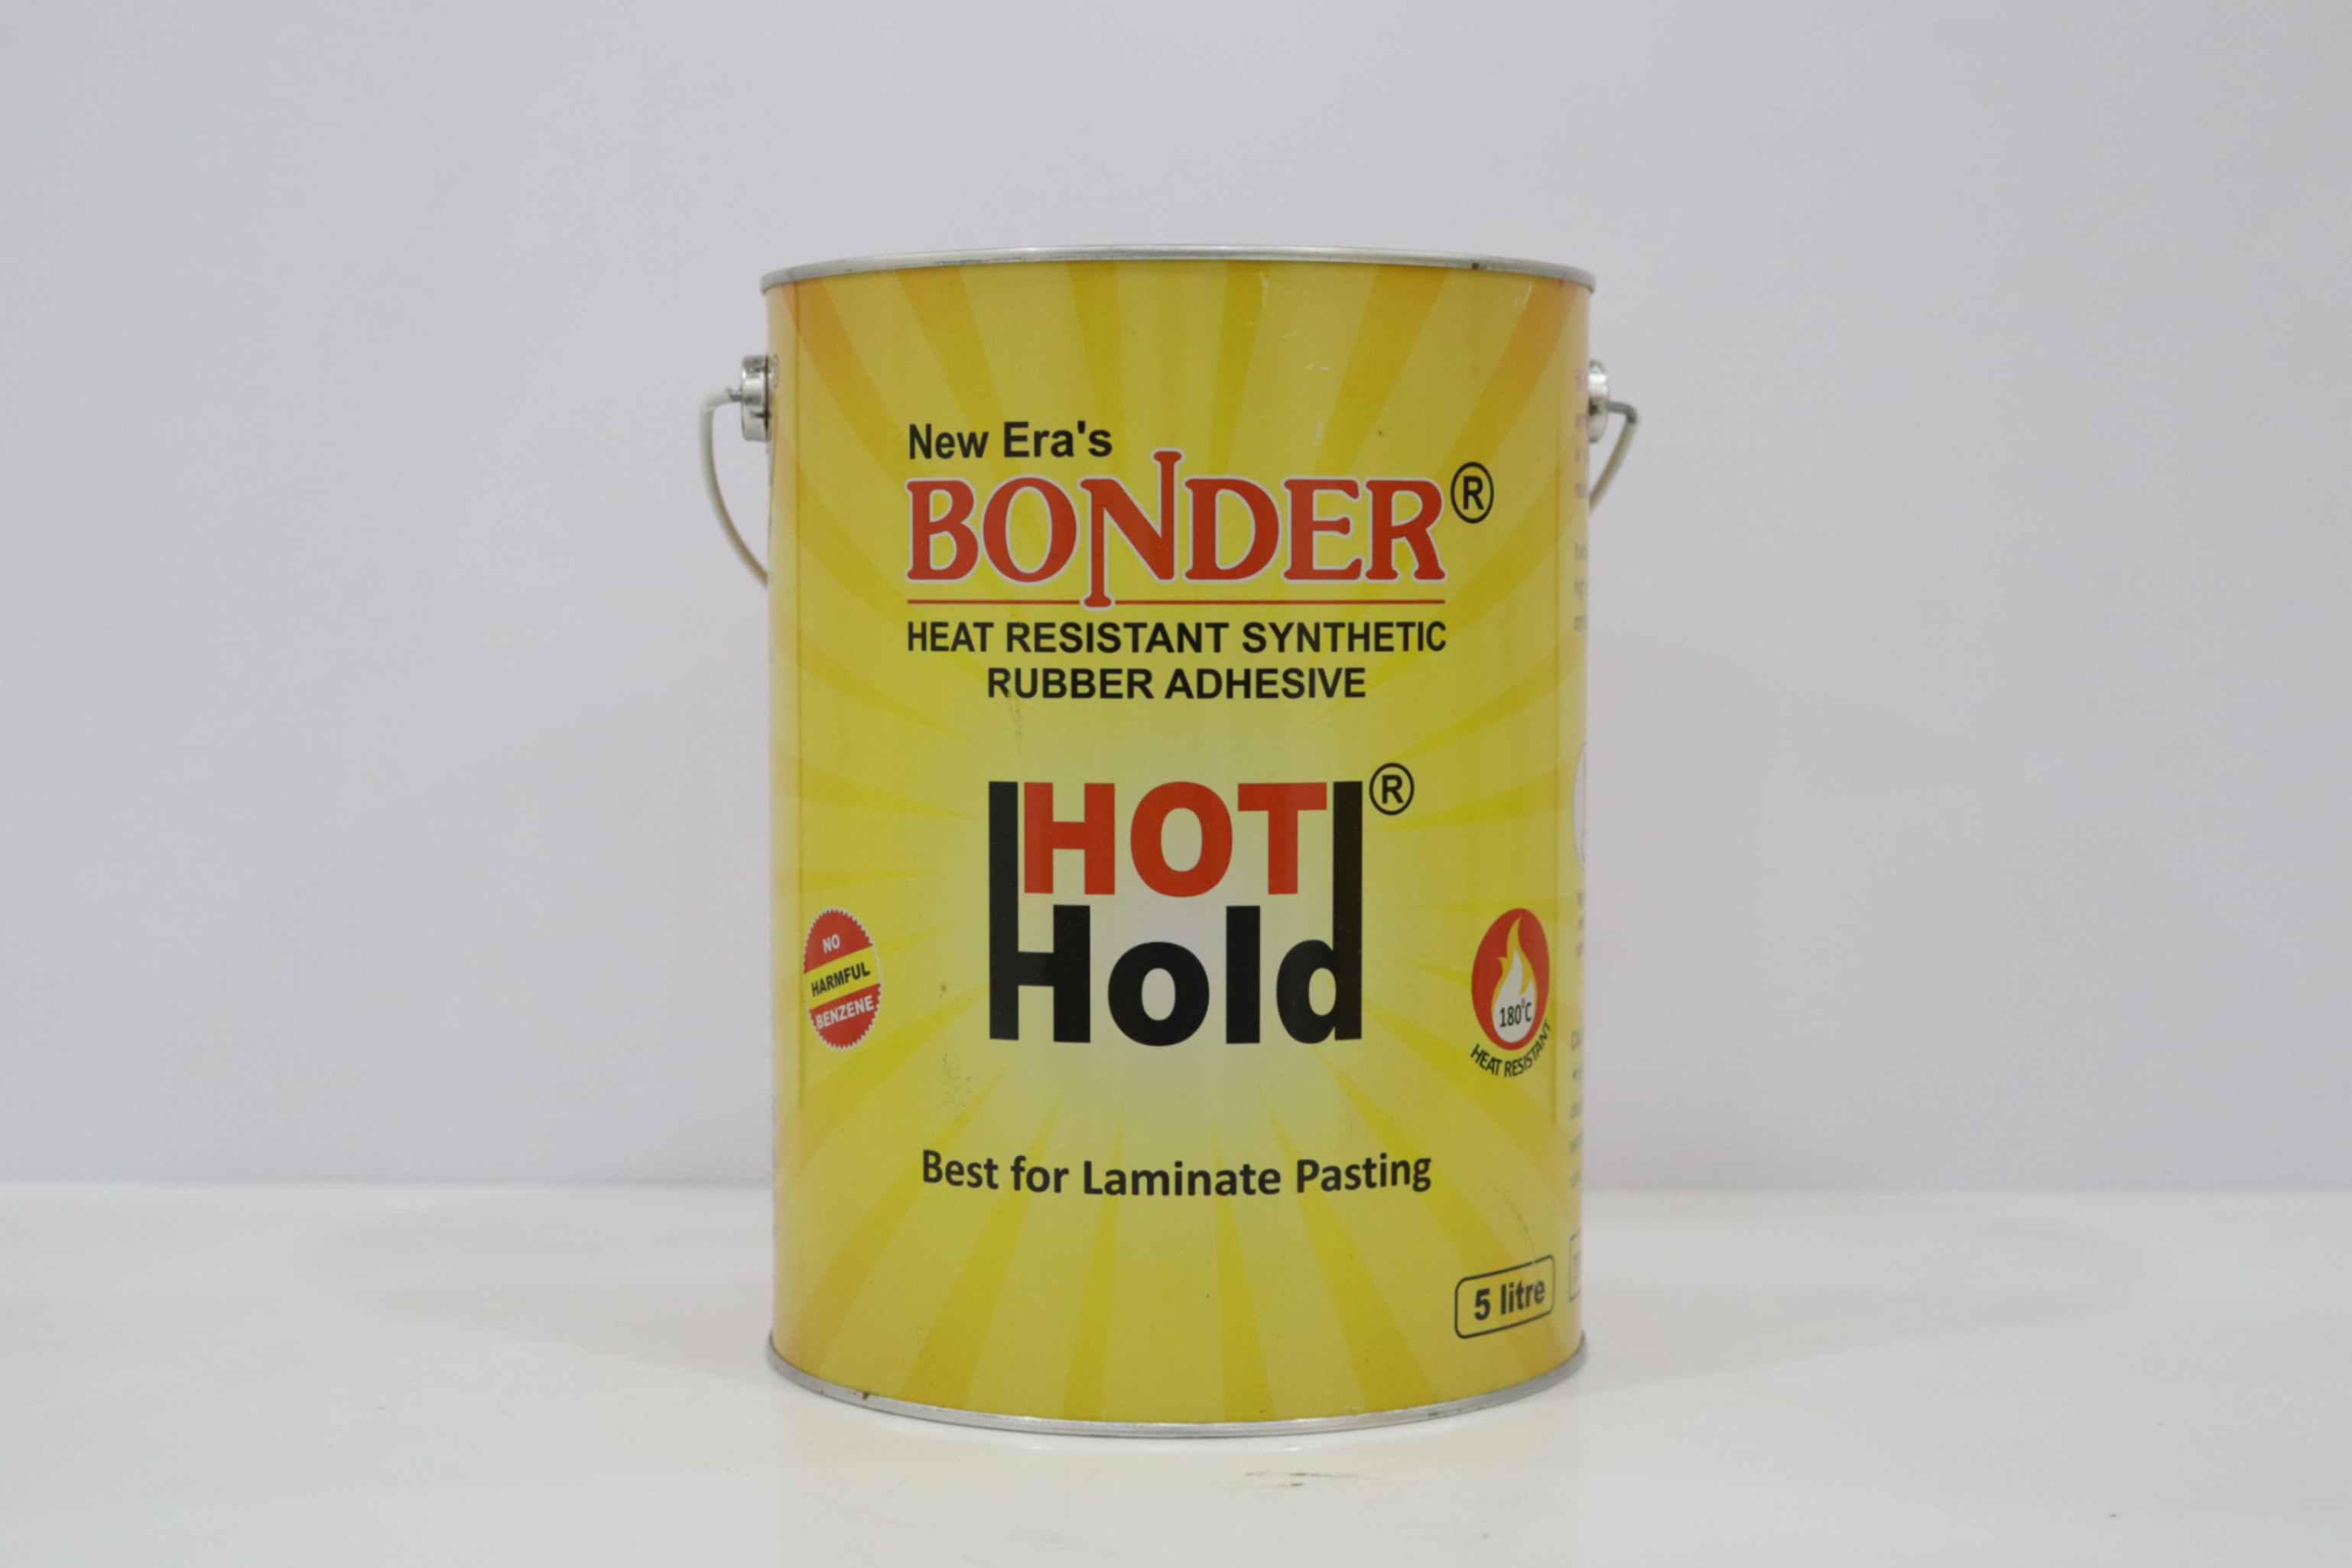 New Era's
BONDER®
HEAT RESISTANT SYNTHETIC
RUBBER ADHESIVE
HOT®
Hold
NO
HARMFUL
BENZENE
180°C
HEAT RESISTANT
Best for Laminate Pasting
5 litre